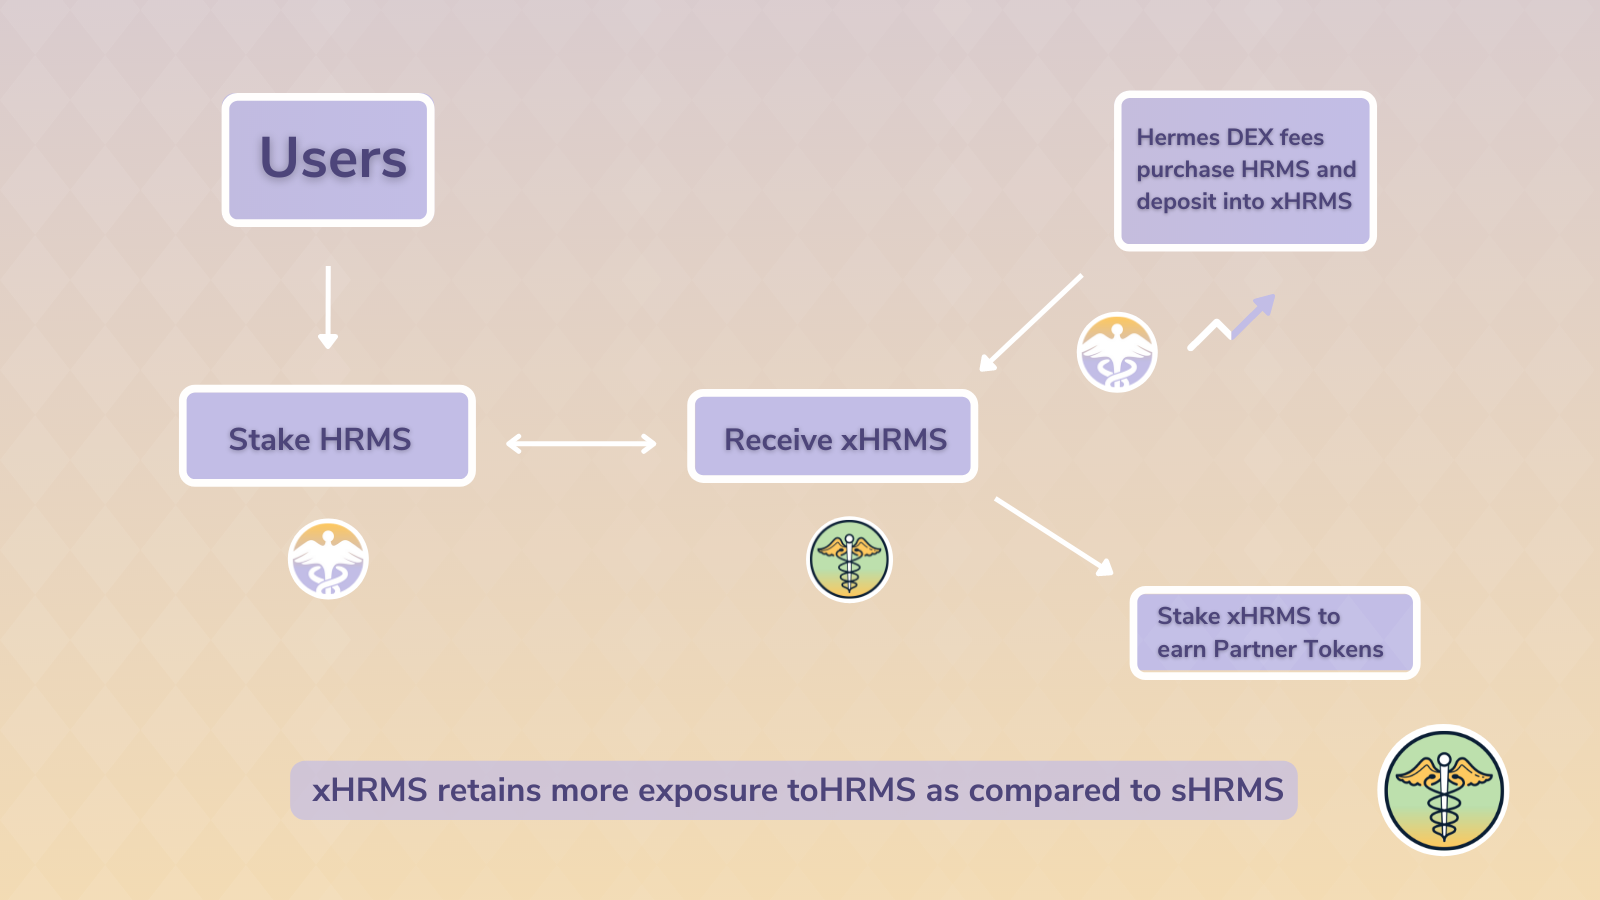 Users
Hermes DEX fees
purchase HRMS and
deposit into xHRMS
Stake HRMS
Receive xHRMS
Stake xHRMS to
earn Partner Tokens
xHRMS retains more exposure toHRMS as compared to sHRMS